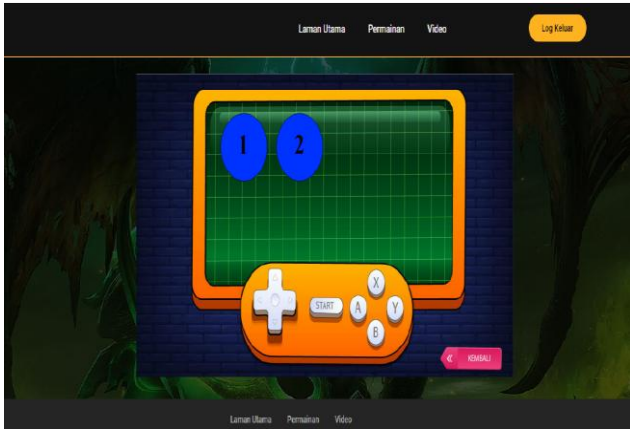 Laman Utama Permainan Video Log Keluar
1 2
X
START A Y
B
KEMBALI
Laman Utama Permainan Video